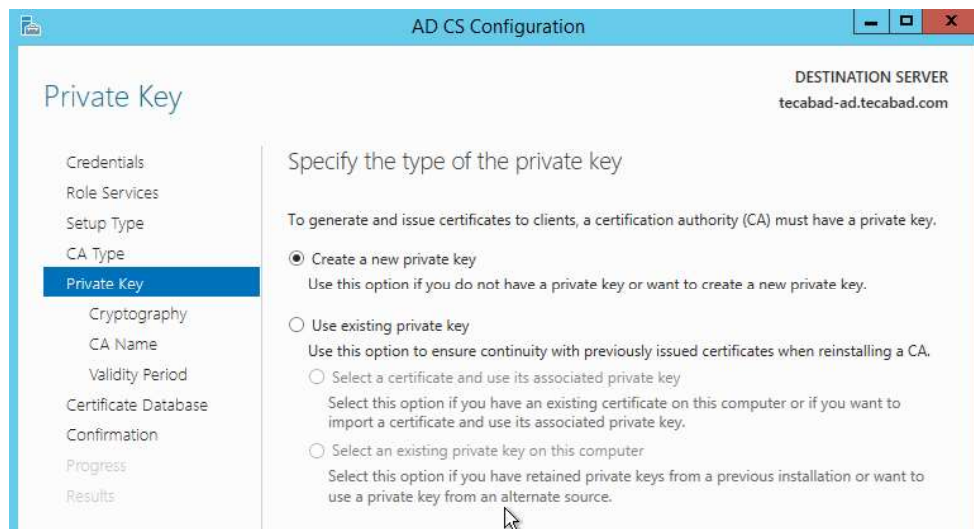 AD CS Configuration
DESTINATION SERVER
tecabad-ad.tecabad.com
Private Key
Credentials
Role Services
Setup Type
CA Type
Private Key
Cryptography
CA Name
Validity Period
Certificate Database
Confirmation
Progress
Results
Specify the type of the private key
To generate and issue certificates to clients, a certification authority (CA) must have a private key.
Create a new private key
Use this option if you do not have a private key or want to create a new private key.
Use existing private key
Use this option to ensure continuity with previously issued certificates when reinstalling a CA.
Select a certificate and use its associated private key
Select this option if you have an existing certificate on this computer or if you want to
import a certificate and use its associated private key.
Select an existing private key on this computer
Select this option if you have retained private keys from a previous installation or want to
use a private key from an alternate source.